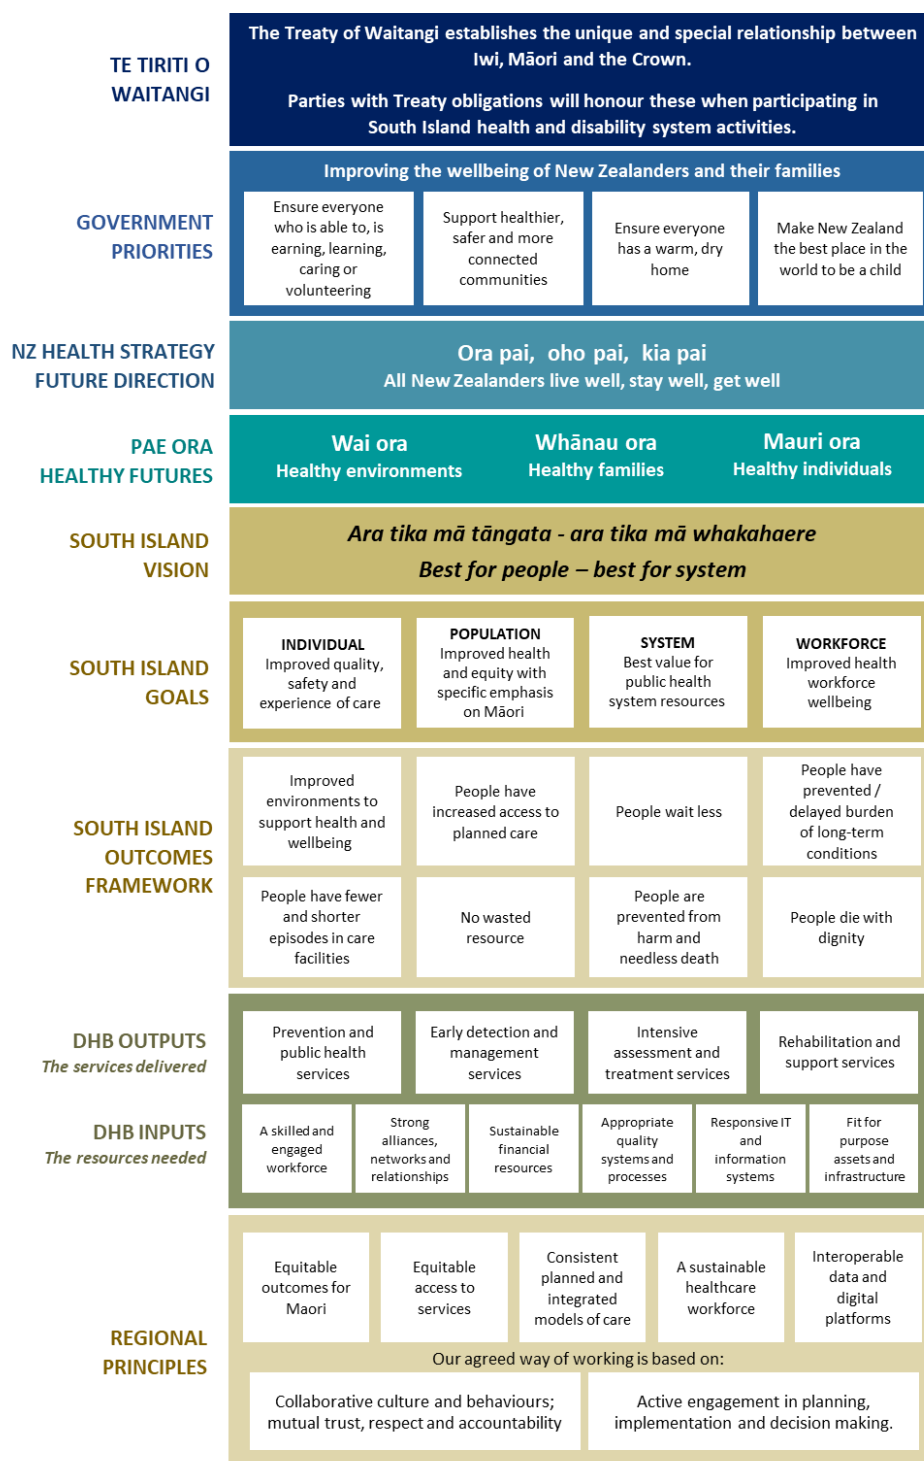 TE TIRITI O
WAITANGI
The Treaty of Waitangi establishes the unique and special relationship between
Iwi, Māori and the Crown.
Parties with Treaty obligations will honour these when participating in
South Island health and disability system activities.
GOVERNMENT
PRIORITIES
Improving the wellbeing of New Zealanders and their families
Ensure everyone
who is able to, is
earning, learning,
caring or
volunteering
Support healthier,
safer and more
connected
communities
Ensure everyone
has a warm, dry
home
Make New Zealand
the best place in the
world to be a child
NZ HEALTH STRATEGY
FUTURE DIRECTION
Ora pai, oho pai, kia pai
All New Zealanders live well, stay well, get well
PAE ORA
HEALTHY FUTURES
Wai ora
Healthy environments
Whānau ora
Healthy families
Mauri ora
Healthy individuals
SOUTH ISLAND
VISION
Ara tika mā tāngata - ara tika mā whakahaere
Best for people – best for system
SOUTH ISLAND
GOALS
INDIVIDUAL
Improved quality,
safety and
experience of care
POPULATION
Improved health
and equity with
specific emphasis
on Māori
SYSTEM
Best value for
public health
system resources
WORKFORCE
Improved health
workforce
wellbeing
SOUTH ISLAND
OUTCOMES
FRAMEWORK
Improved
environments to
support health and
wellbeing
People have
increased access to
planned care
People wait less
People have
prevented /
delayed burden
of long-term
conditions
People have fewer
and shorter
episodes in care
facilities
No wasted
resource
People are
prevented from
harm and
needless death
People die with
dignity
DHB OUTPUTS
The services delivered
Prevention and
public health
services
Early detection and
management
services
Intensive
assessment and
treatment services
Rehabilitation and
support services
DHB INPUTS
The resources needed
A skilled and
engaged
workforce
Strong
alliances,
networks and
relationships
Sustainable
financial
resources
Appropriate
quality
systems and
processes
Responsive IT
and
information
systems
Fit for
purpose
assets and
infrastructure
REGIONAL
PRINCIPLES
Equitable
outcomes for
Maori
Equitable
access to
services
Consistent
planned and
integrated
models of care
A sustainable
healthcare
workforce
Interoperable
data and
digital
platforms
Our agreed way of working is based on:
Collaborative culture and behaviours;
mutual trust, respect and accountability
Active engagement in planning,
implementation and decision making.